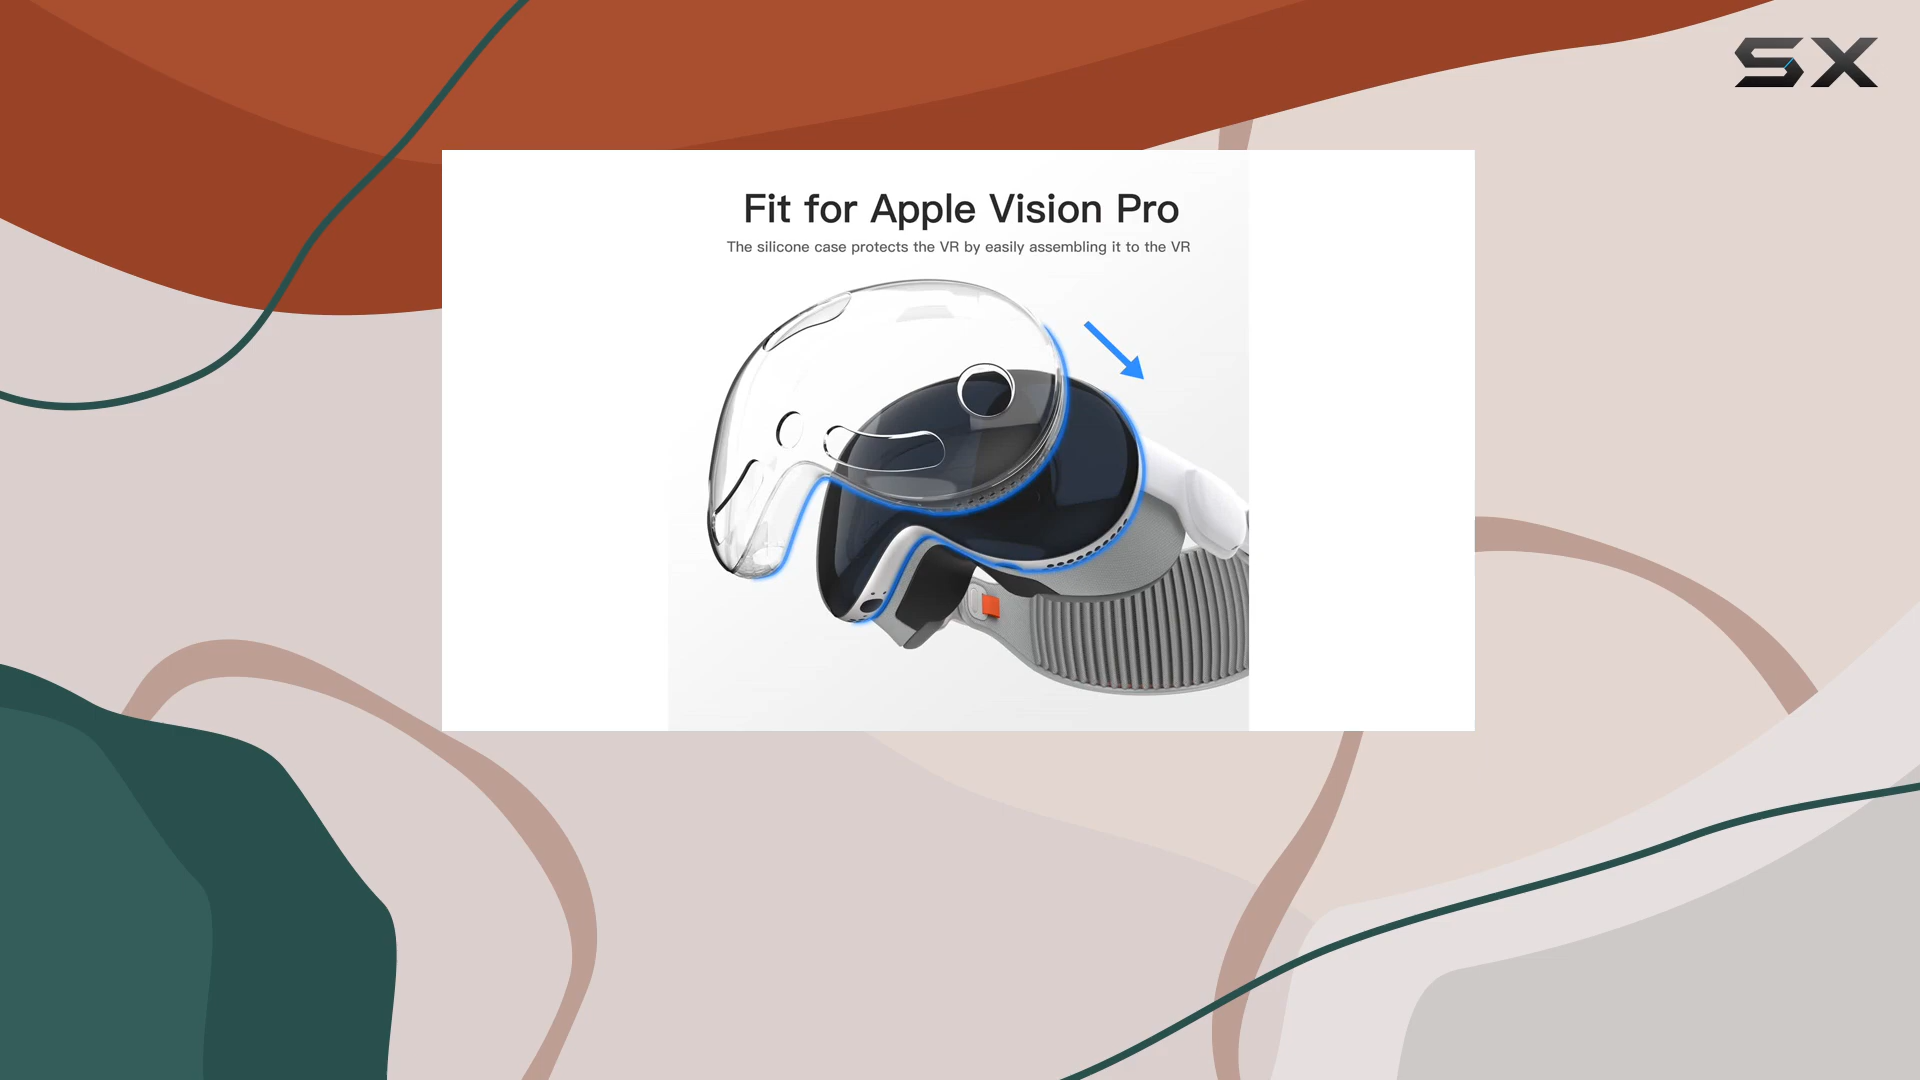 SX
Fit for Apple Vision Pro
The silicone case protects the VR by easily assembling it to the VR